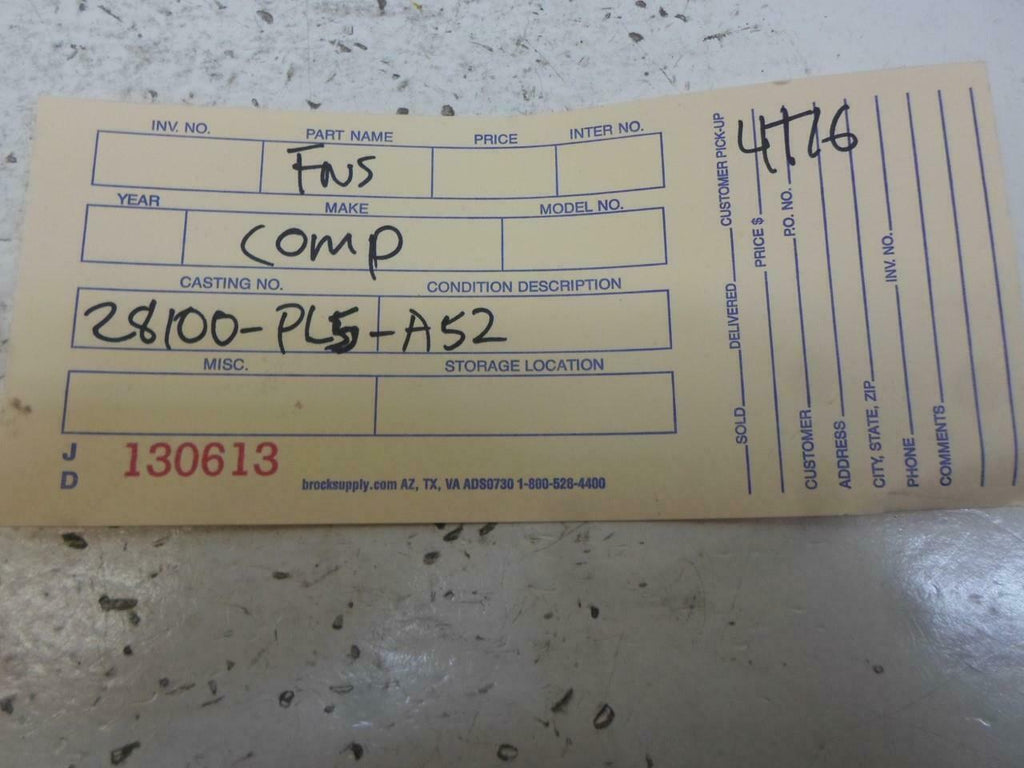 INV. NO. PART NAME PRICE INTER NO.
FNS
YEAR MAKE MODEL NO.
COMP
CASTING NO. CONDITION DESCRIPTION
28100-PL5-A52
MISC. STORAGE LOCATION
J
D
130613
brocksupply.com AZ, TX, VA ADS0730 1-800-528-4400
SOLD DELIVERED CUSTOMER PICK-UP
PRICE $
P.O. NO.
CUSTOMER
ADDRESS
CITY, STATE, ZIP
INV. NO.
PHONE
COMMENTS